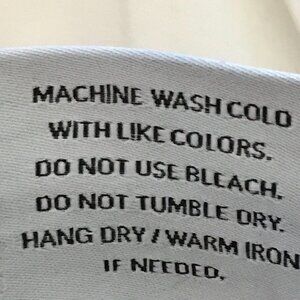 MACHINE WASH COLD
WITH LIKE COLORS.
DO NOT USE BLEACH.
DO NOT TUMBLE DRY.
HANG DRY / WARM IRON
IF NEEDED.